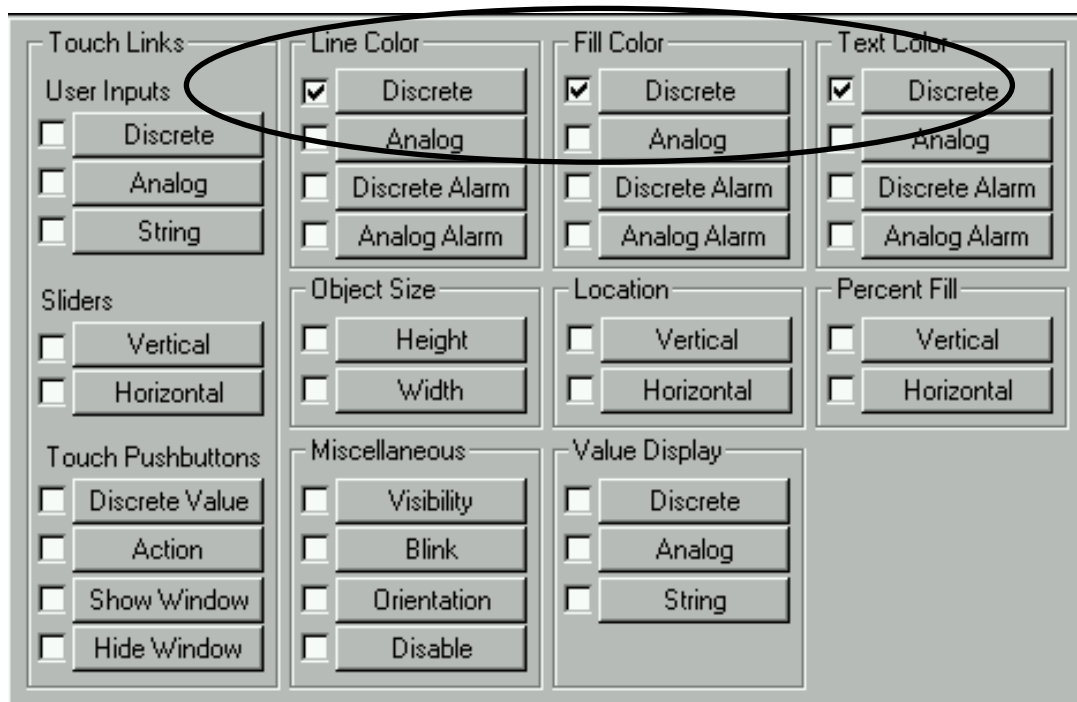 Touch Links
User Inputs
Discrete
Analog
String
Sliders
Vertical
Horizontal
Touch Pushbuttons
Discrete Value
Action
Show Window
Hide Window
Line Color
Discrete
Analog
Discrete Alarm
Analog Alarm
Fill Color
Discrete
Analog
Discrete Alarm
Analog Alarm
Text Color
Discrete
Analog
Discrete Alarm
Analog Alarm
Object Size
Height
Width
Location
Vertical
Horizontal
Percent Fill
Vertical
Horizontal
Miscellaneous
Visibility
Blink
Orientation
Disable
Value Display
Discrete
Analog
String